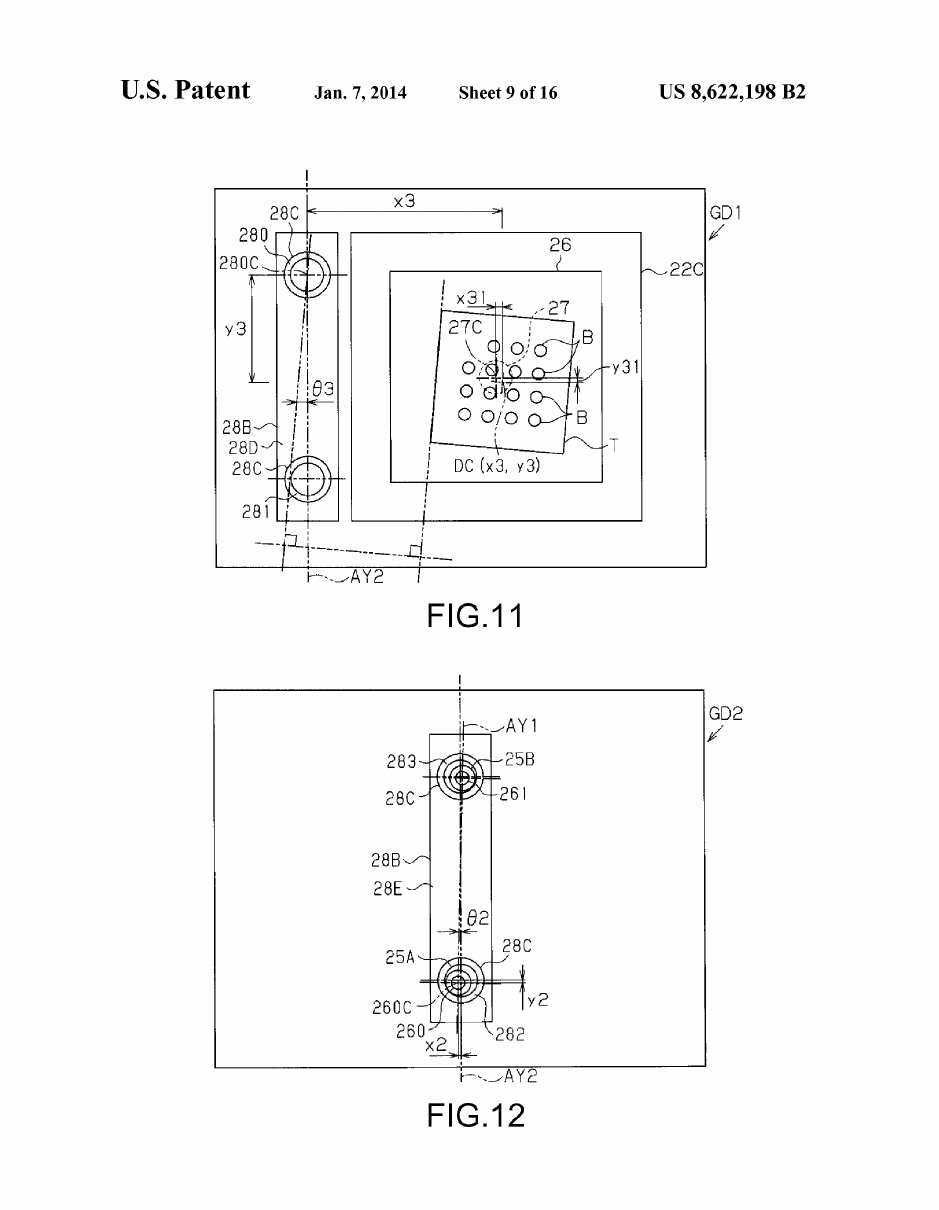 U.S. Patent Jan. 7, 2014 Sheet 9 of 16 US 8,622,198 B2
x3
28C
GD1
280
26
280C
22C
x31
27
27C
B
y3
y31
θ3
28B
28D
B
T
28C
DC (x3, y3)
281
AY2
FIG.11
GD2
AY1
283
25B
28C
261
28B
28E
θ2
28C
25A
260C
y2
260
282
x2
AY2
FIG.12